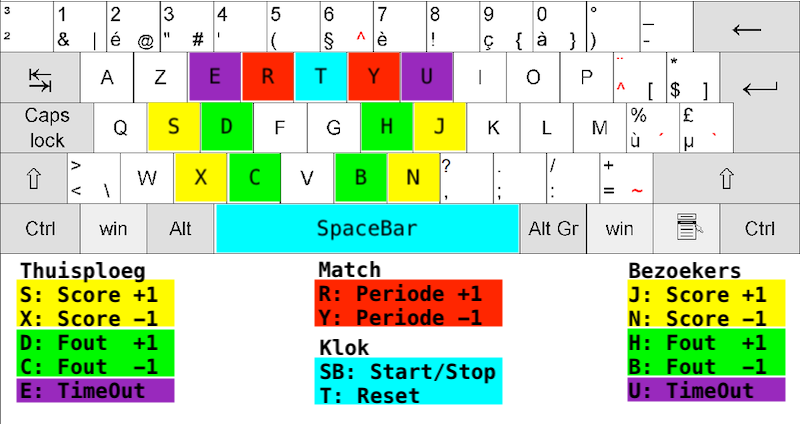 ³ 1 2 3 4 5 6 7 8 9 0 ° _ ←
² & | é @ " # ' ( § ^ è ! ç { à } ) -
A Z E R T Y U I O P ¨ ^ [ * $ ]
Caps lock Q S D F G H J K L M % ù ´ £ µ `
> < \ W X C V B N ? , . ; / : + = ~
Ctrl win Alt SpaceBar Alt Gr win Ctrl
Thuisploeg
S: Score +1
X: Score −1
D: Fout +1
C: Fout −1
E: TimeOut
Match
R: Periode +1
Y: Periode −1
Klok
SB: Start/Stop
T: Reset
Bezoekers
J: Score +1
N: Score −1
H: Fout +1
B: Fout −1
U: TimeOut